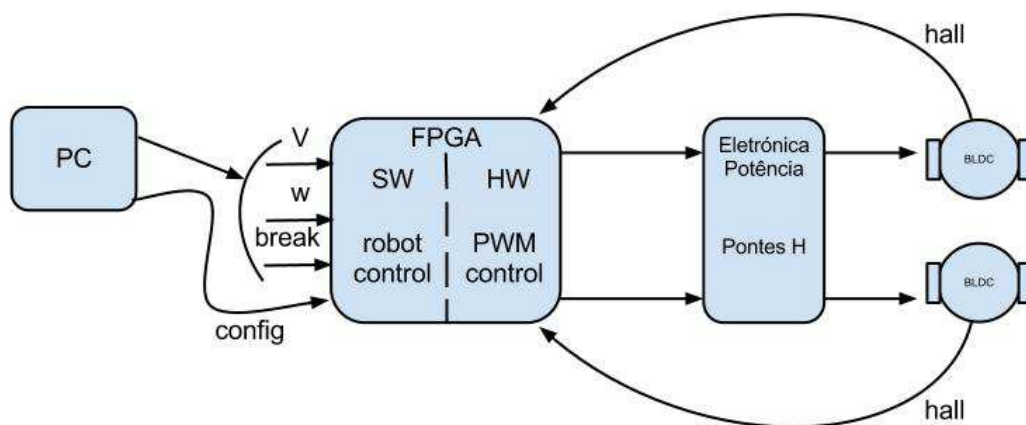 PC
V
w
break
config
FPGA
SW
HW
robot
control
PWM
control
Eletrónica
Potência
Pontes H
hall
BLDC
BLDC
hall